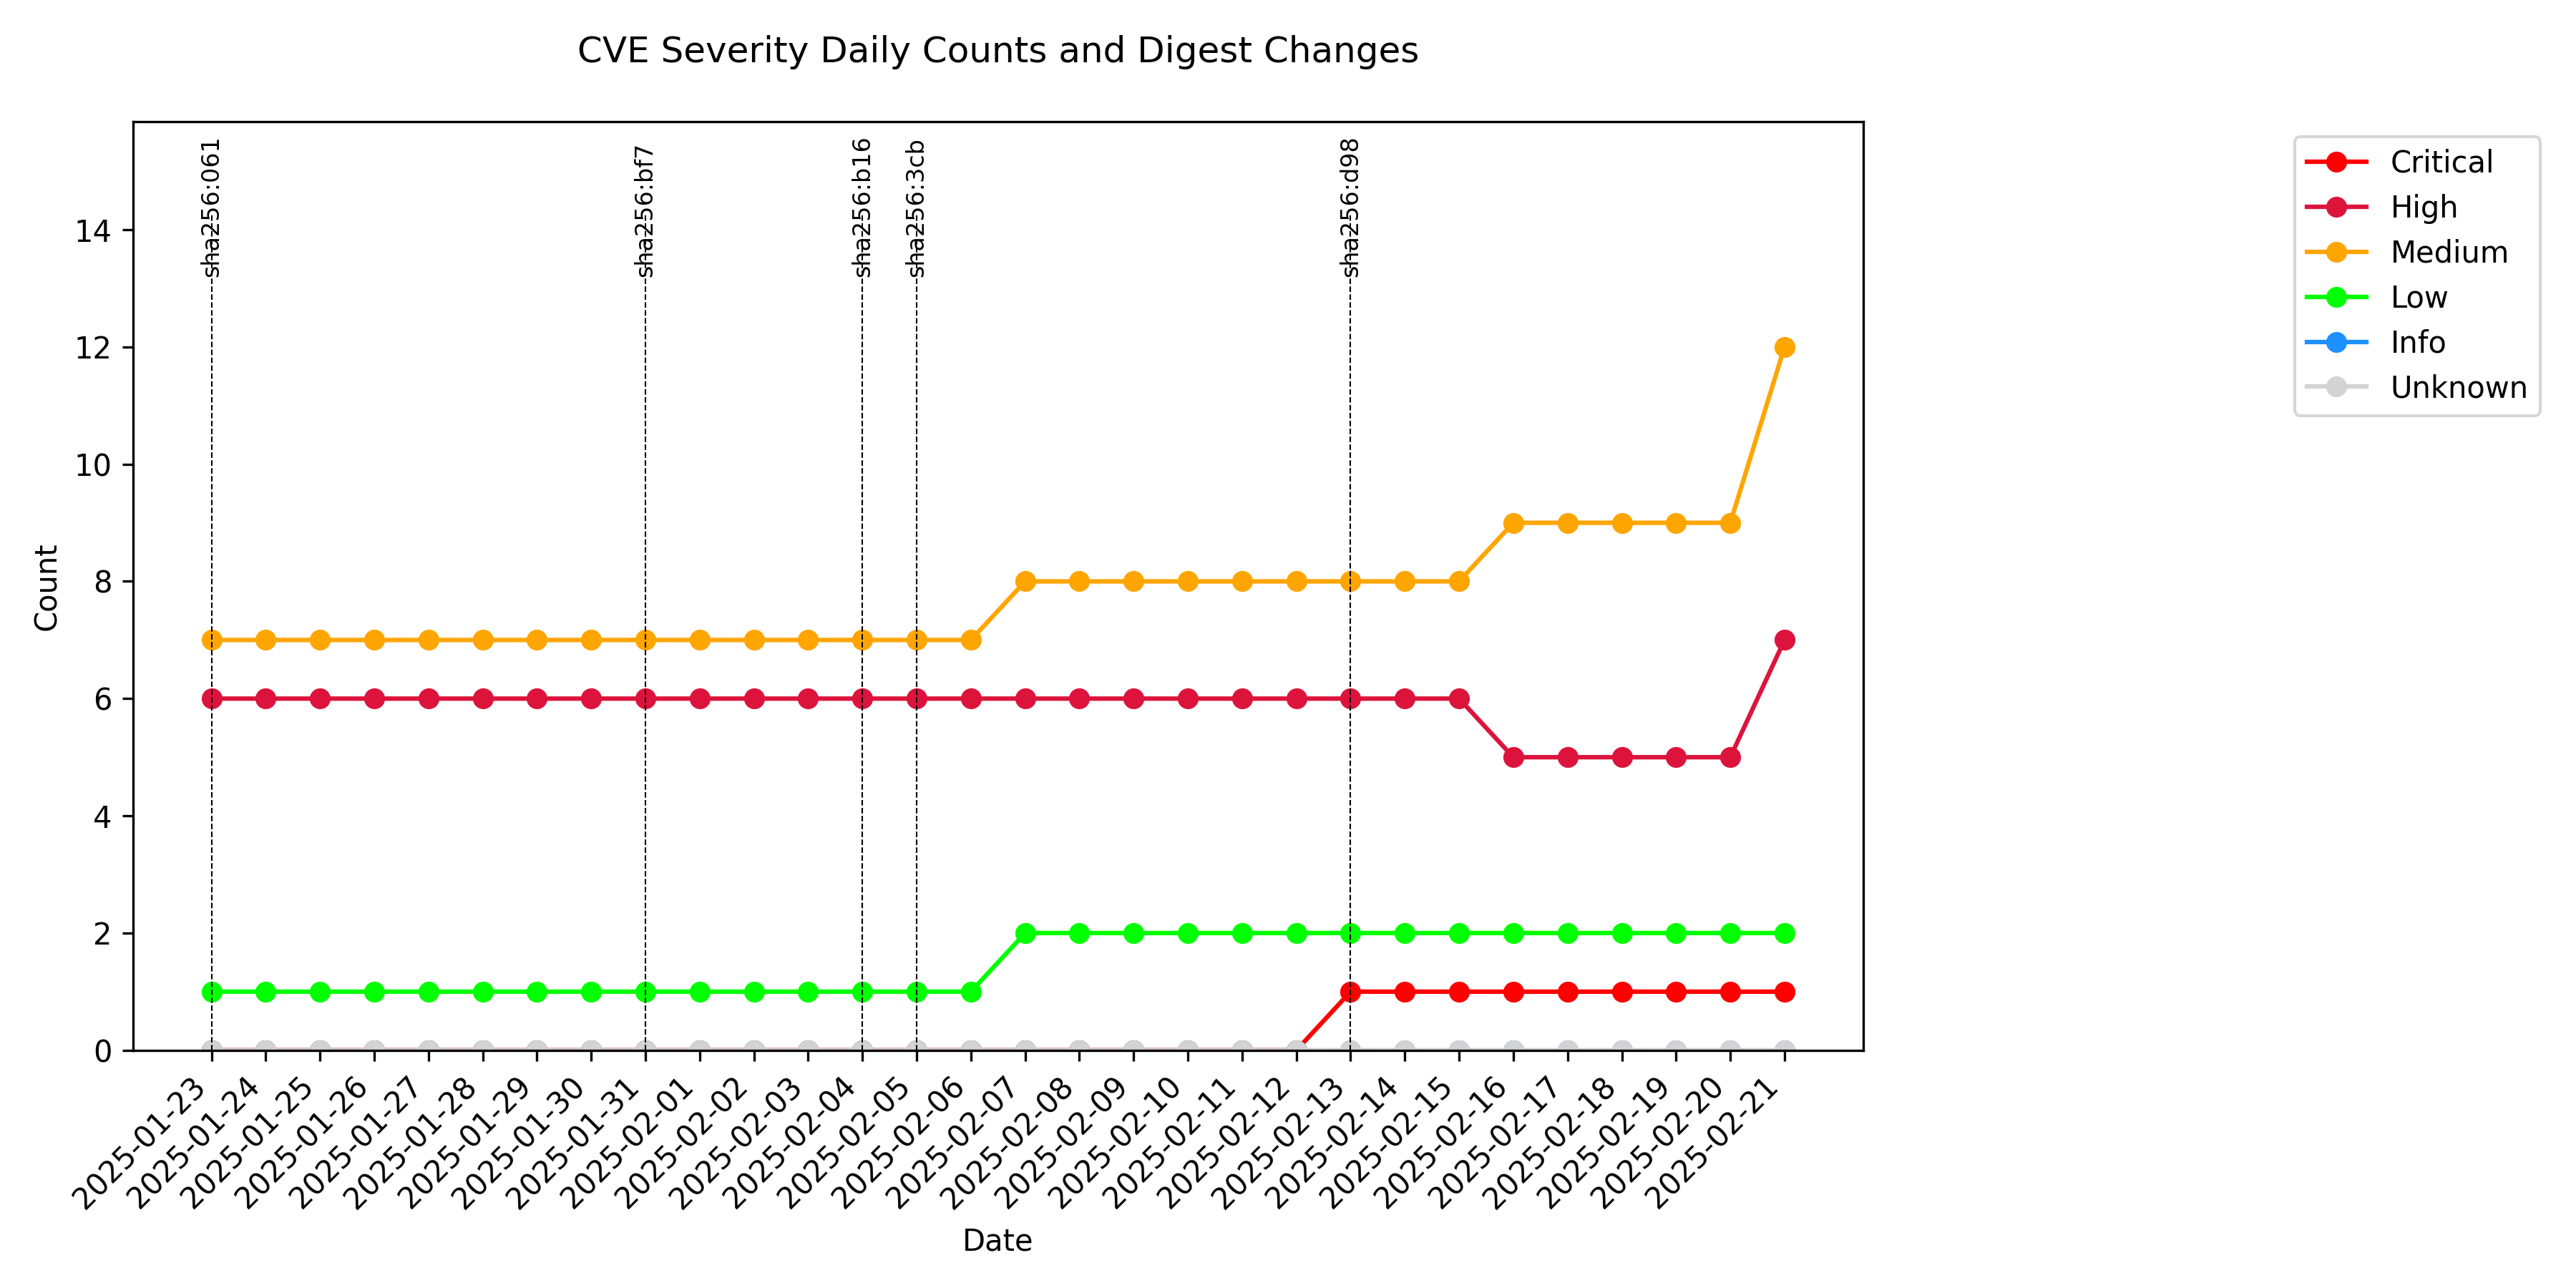 CVE Severity Daily Counts and Digest Changes
sha256:061
sha256:bf7
sha256:b16
sha256:3cb
sha256:d98
Critical
High
Medium
Low
Info
Unknown
Count
14
12
10
8
6
4
2
0
2025-01-23
2025-01-24
2025-01-25
2025-01-26
2025-01-27
2025-01-28
2025-01-29
2025-01-30
2025-01-31
2025-02-01
2025-02-02
2025-02-03
2025-02-04
2025-02-05
2025-02-06
2025-02-07
2025-02-08
2025-02-09
2025-02-10
2025-02-11
2025-02-12
2025-02-13
2025-02-14
2025-02-15
2025-02-16
2025-02-17
2025-02-18
2025-02-19
2025-02-20
2025-02-21
Date